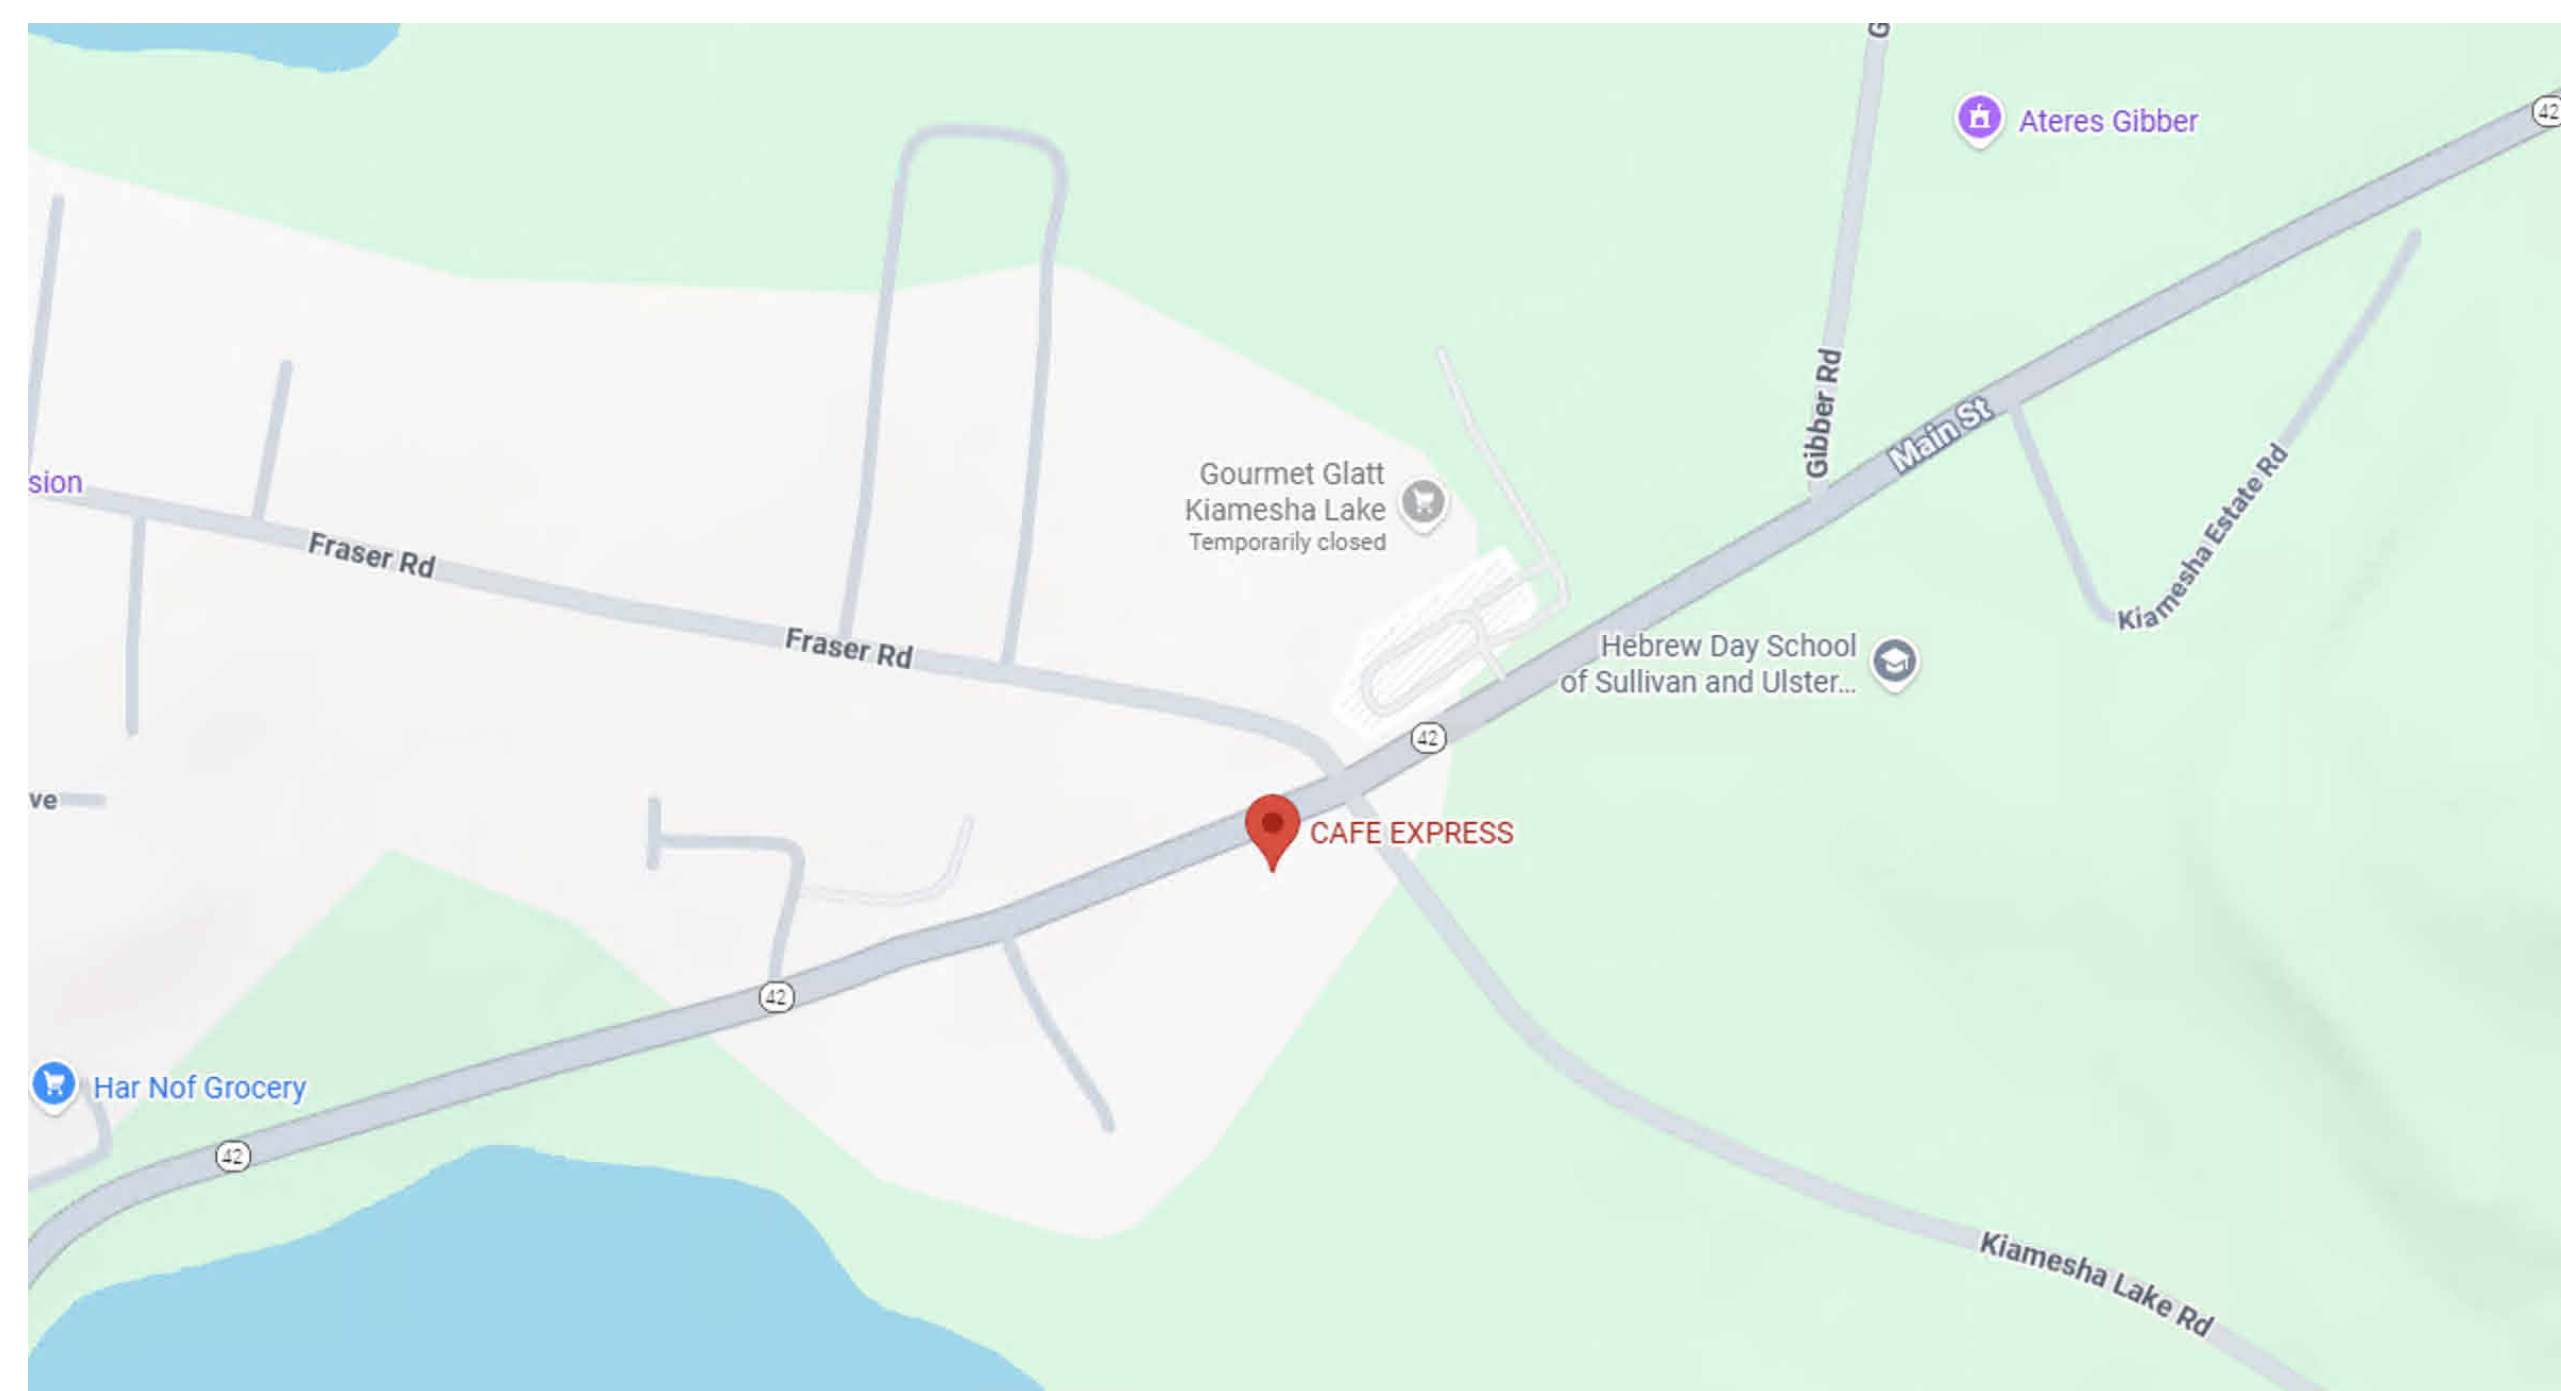 G
Ateres Gibber
42
Gibber Rd
Main St
Kiamesha Estate Rd
Gourmet Glatt
Kiamesha Lake
Temporarily closed
sion
Fraser Rd
Fraser Rd
Hebrew Day School
of Sullivan and Ulster...
42
CAFE EXPRESS
ve
42
Har Nof Grocery
42
Kiamesha Lake Rd